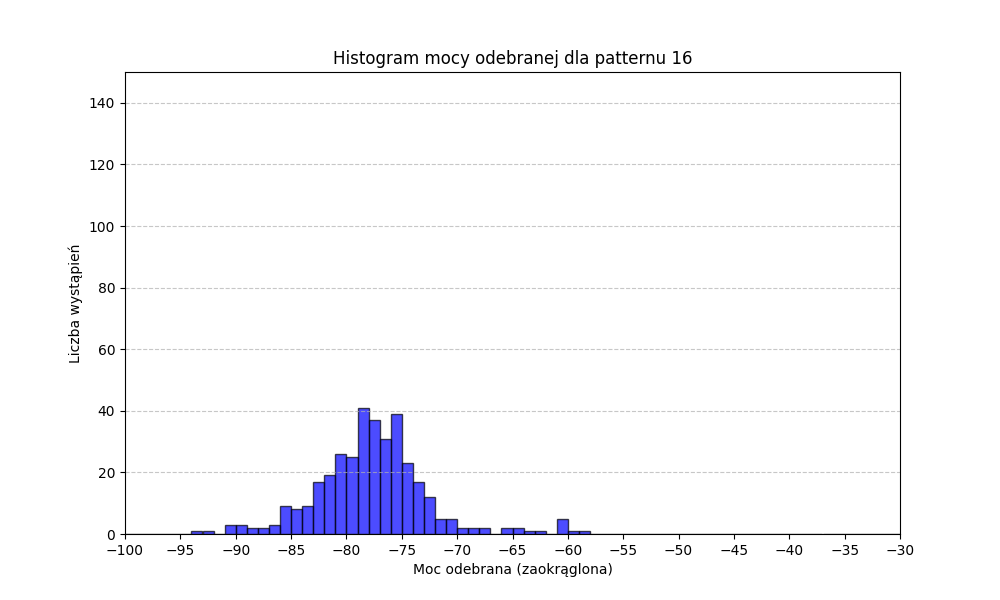 Histogram mocy odebranej dla patternu 16
140
120
100
80
60
40
20
0
Liczba wystąpień
−100 −95 −90 −85 −80 −75 −70 −65 −60 −55 −50 −45 −40 −35 −30
Moc odebrana (zaokrąglona)